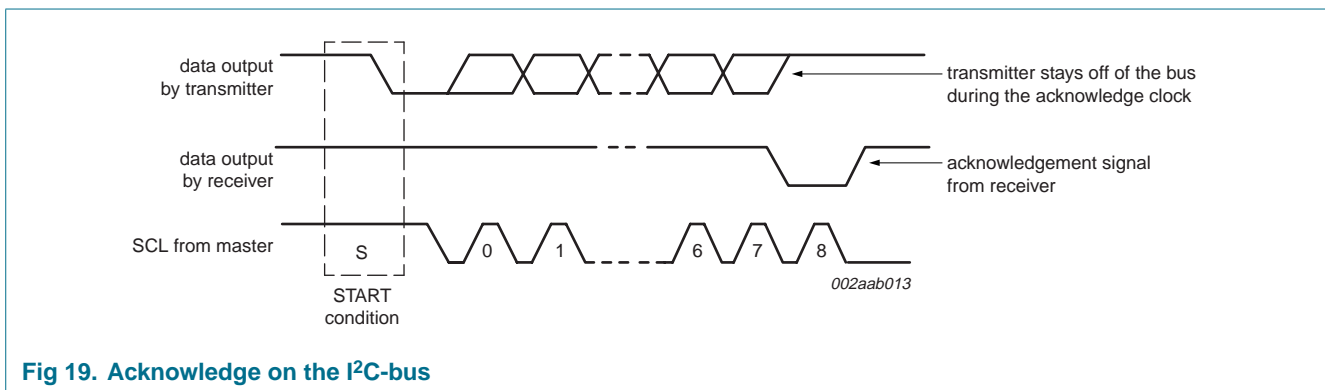 data output
by transmitter
transmitter stays off of the bus
during the acknowledge clock
data output
by receiver
acknowledgement signal
from receiver
SCL from master
S
0
1
6
7
8
002aab013
START
condition
Fig 19. Acknowledge on the I²C-bus